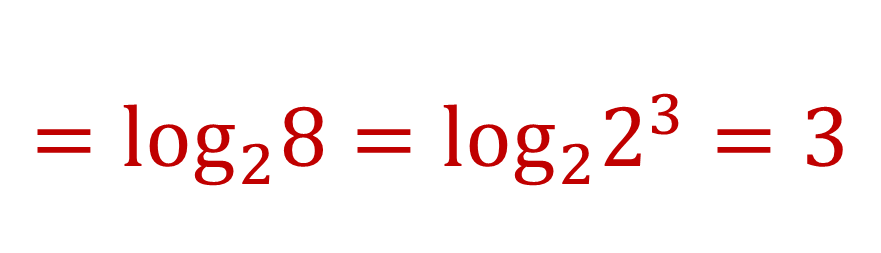 = log₂8 = log₂2³ = 3